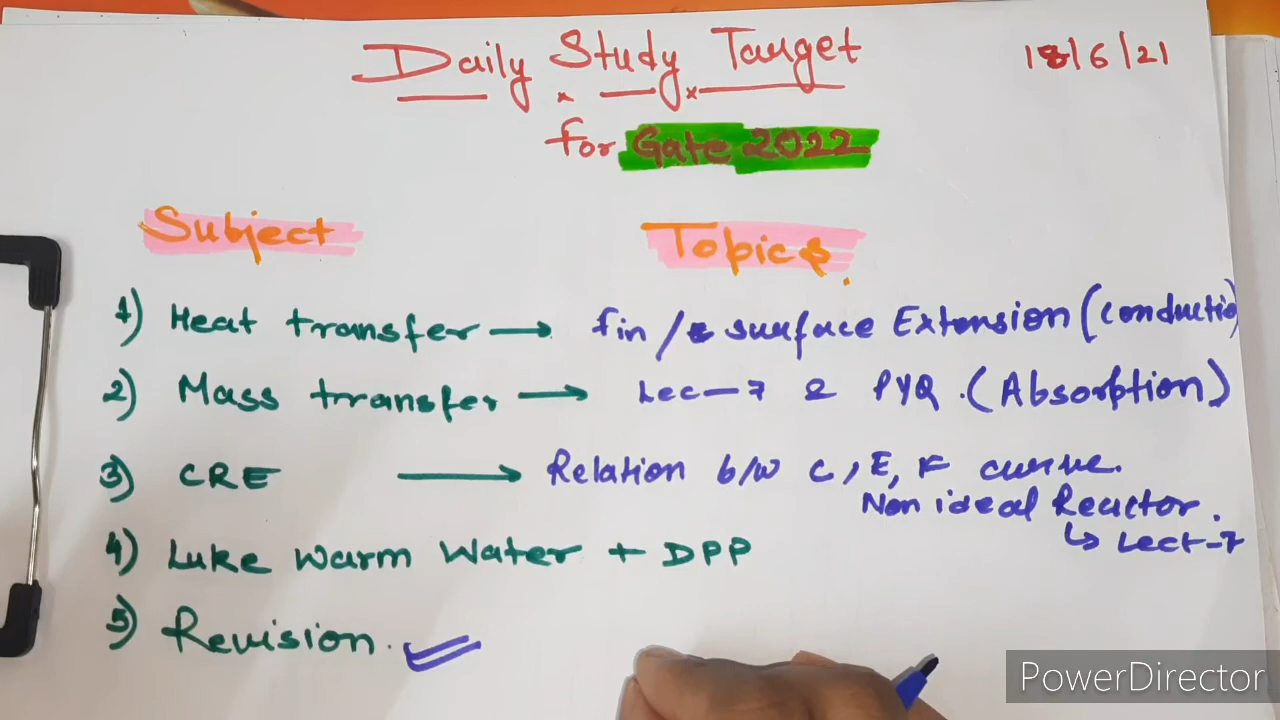 Daily Study Target
18/6/21
for Gate 2022
Subject
Topics
1) Heat transfer → fin / surface Extension (conductio
2) Mass transfer → Lec-7 & PYQ. (Absorption)
3) CRE → Relation b/w C, E, F curve.
Non ideal Reactor.
↳ Lect-7
4) Luke warm water + DPP
5) Revision.
PowerDirector